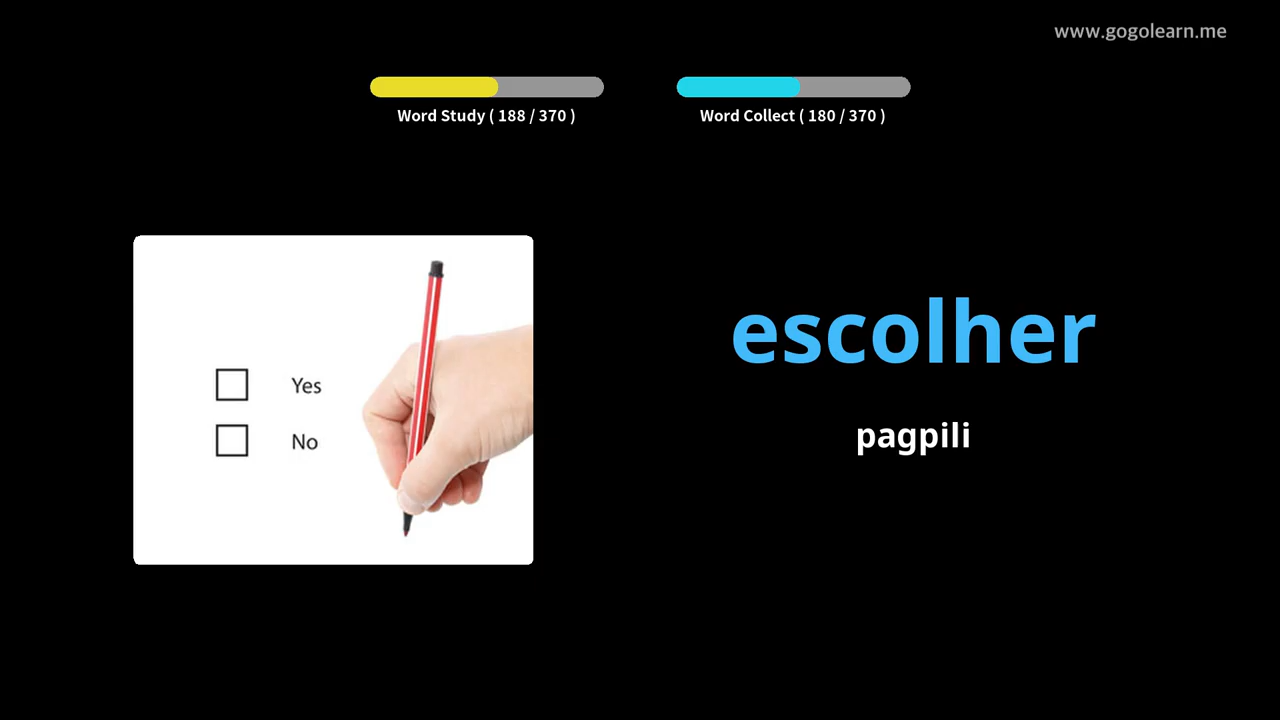 www.gogolearn.me
Word Study ( 188 / 370 )
Word Collect ( 180 / 370 )
Yes
No
escolher
pagpili